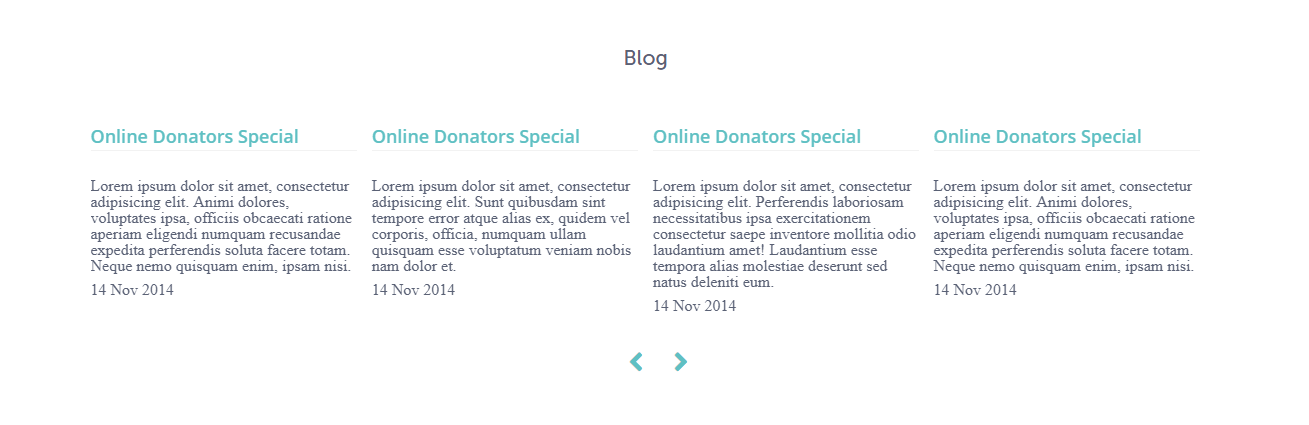 Blog
Online Donators Special
Lorem ipsum dolor sit amet, consectetur
adipisicing elit. Animi dolores,
voluptates ipsa, officiis obcaecati ratione
aperiam eligendi numquam recusandae
expedita perferendis soluta facere totam.
Neque nemo quisquam enim, ipsam nisi.
14 Nov 2014
Online Donators Special
Lorem ipsum dolor sit amet, consectetur
adipisicing elit. Sunt quibusdam sint
tempore error atque alias ex, quidem vel
corporis, officia, numquam ullam
quisquam esse voluptatum veniam nobis
nam dolor et.
14 Nov 2014
Online Donators Special
Lorem ipsum dolor sit amet, consectetur
adipisicing elit. Perferendis laboriosam
necessitatibus ipsa exercitationem
consectetur saepe inventore mollitia odio
laudantium amet! Laudantium esse
tempora alias molestiae deserunt sed
natus deleniti eum.
14 Nov 2014
Online Donators Special
Lorem ipsum dolor sit amet, consectetur
adipisicing elit. Animi dolores,
voluptates ipsa, officiis obcaecati ratione
aperiam eligendi numquam recusandae
expedita perferendis soluta facere totam.
Neque nemo quisquam enim, ipsam nisi.
14 Nov 2014